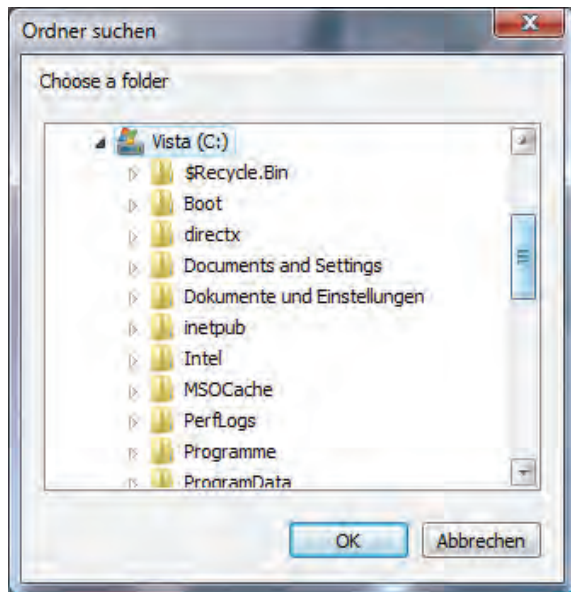 Ordner suchen
Choose a folder
Vista (C:)
$Recycle.Bin
Boot
directx
Documents and Settings
Dokumente und Einstellungen
inetpub
Intel
MSOCache
PerfLogs
Programme
ProgramData
OK Abbrechen